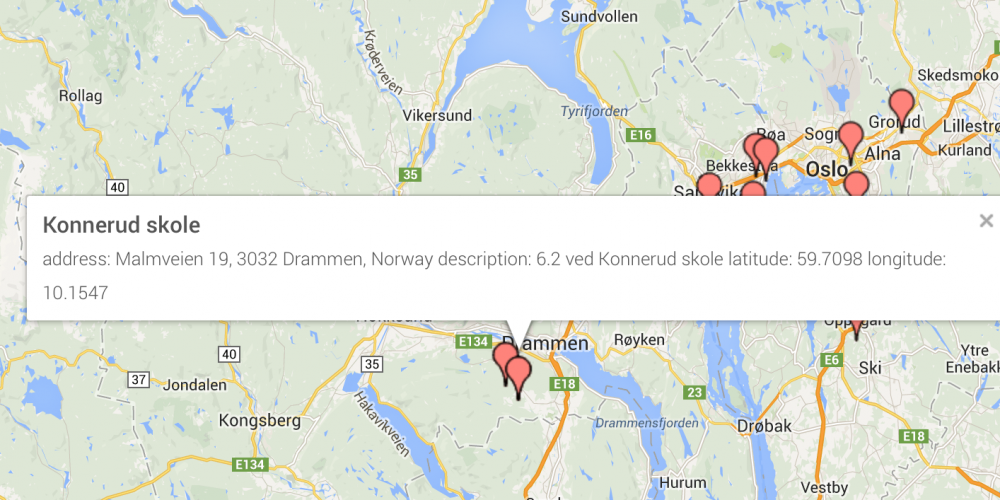 Sundvollen
Krøderveien
Skedsmoko
Rollag
Tyrifjorden
Vikersund
Grorud
Lillestrø
E16
Røa
Sogn
Alna
Kurland
Bekkestua
Oslo
35
40
Konnerud skole
address: Malmveien 19, 3032 Drammen, Norway description: 6.2 ved Konnerud skole latitude: 59.7098 longitude:
10.1547
E134
Drammen
Røyken
40
35
E6
Ski
Ytre
Enebakk
37
Jondalen
E18
23
Hakavikveien
Kongsberg
Drammensfjorden
Drøbak
E18
E134
Hurum
Vestby